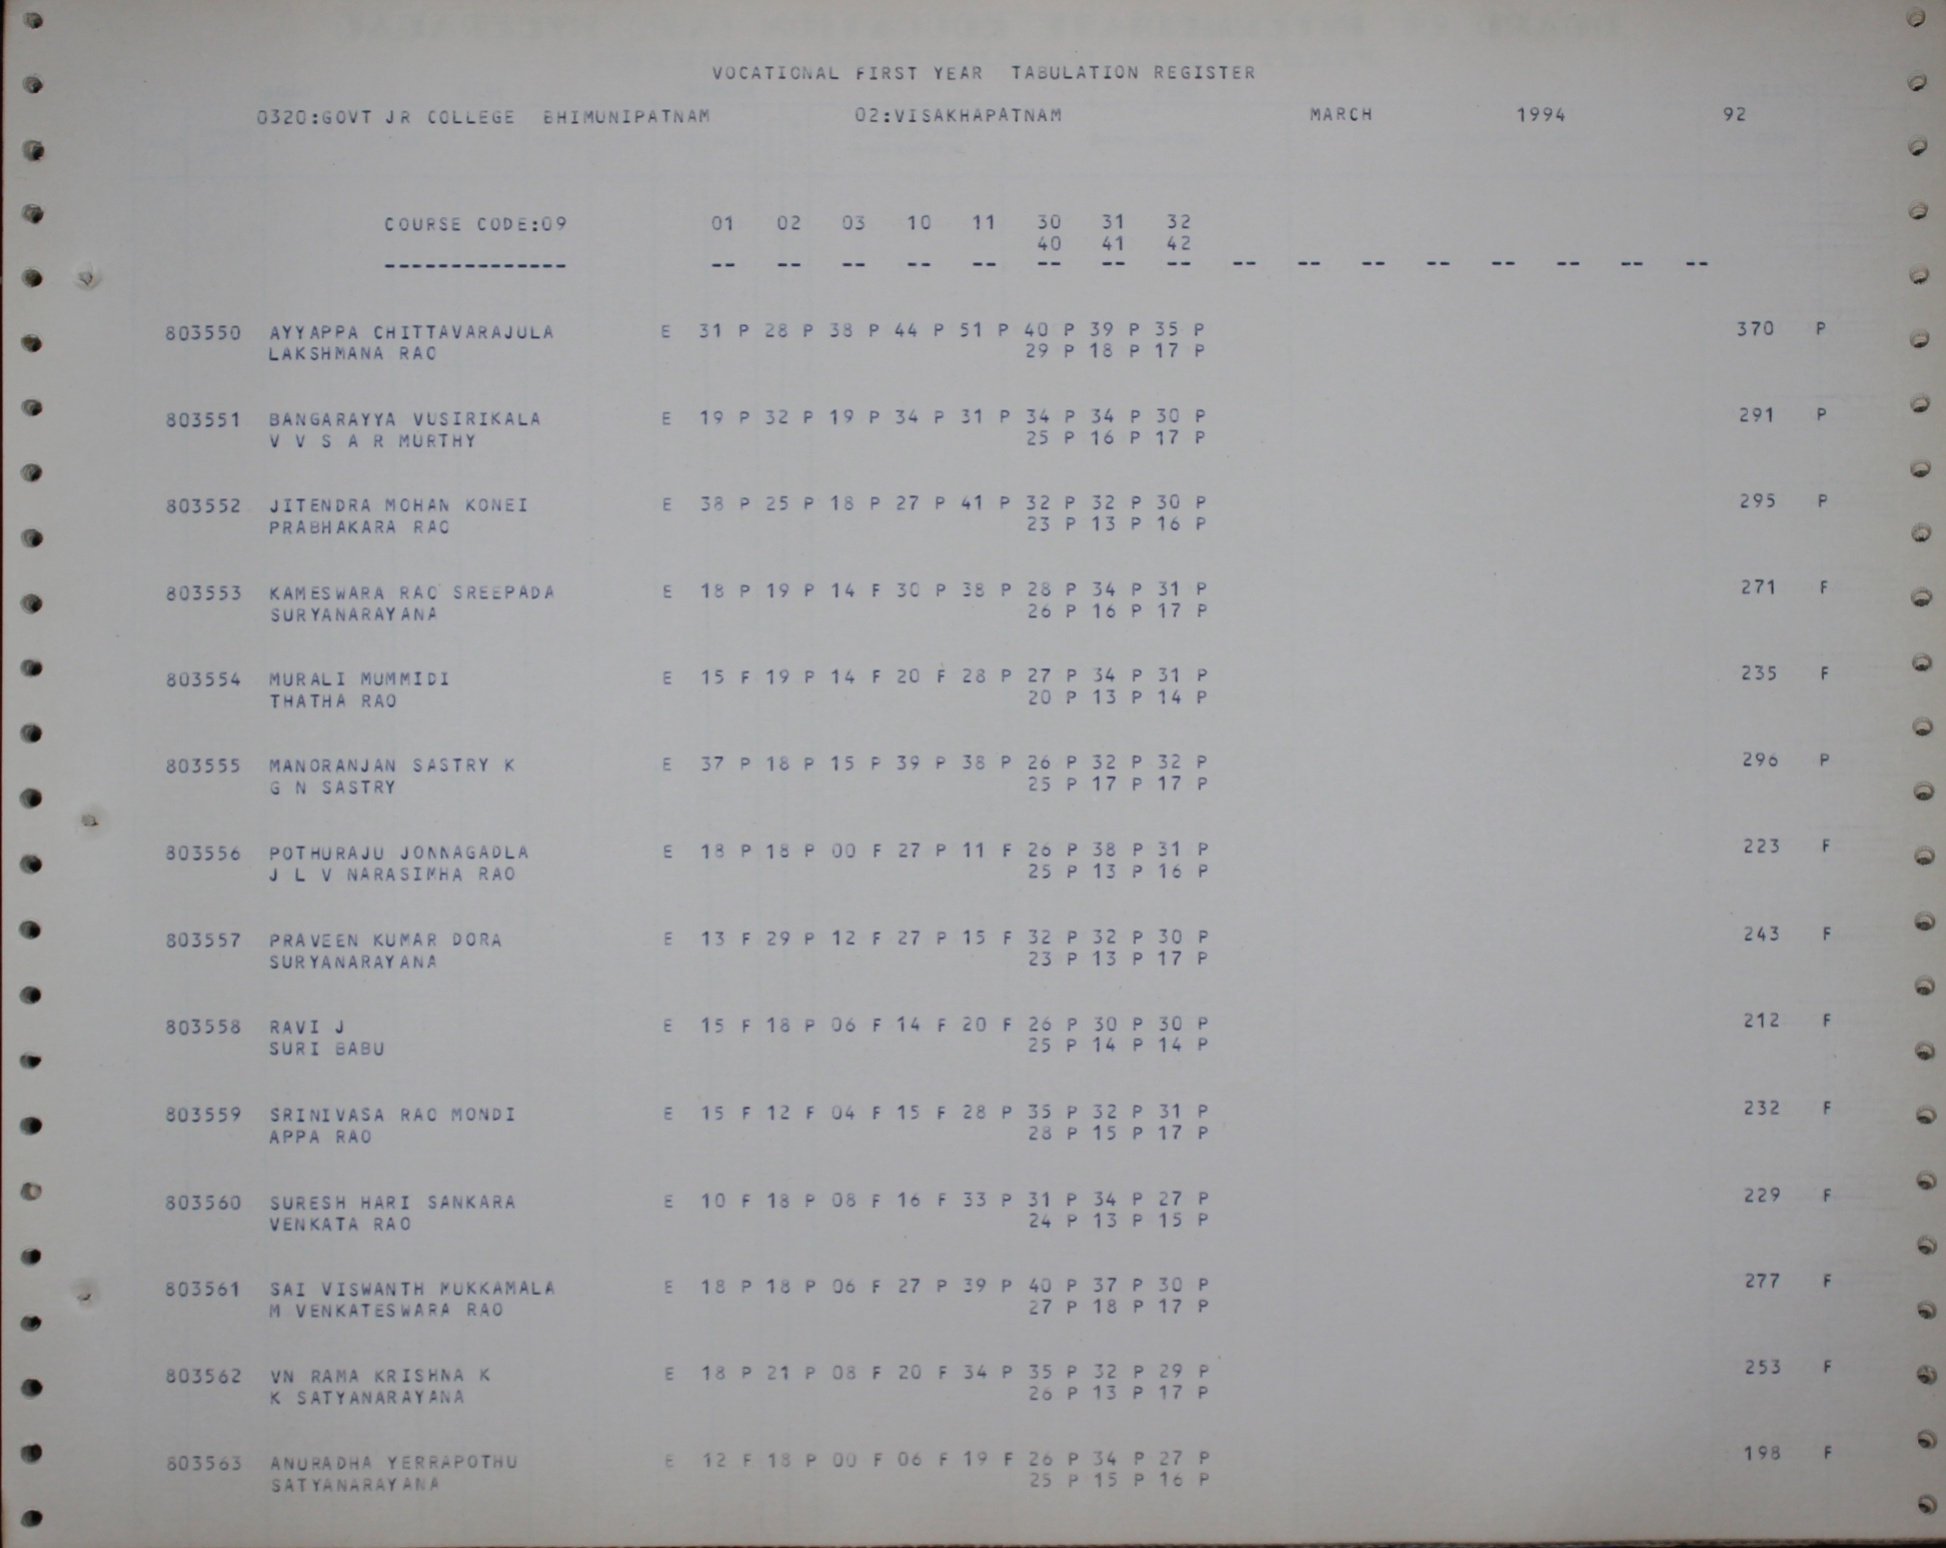 VOCATIONAL FIRST YEAR TABULATION REGISTER
0320:GOVT JR COLLEGE BHIMUNIPATNAM 02:VISAKHAPATNAM MARCH 1994 92
COURSE CODE:09 01 02 03 10 11 30 31 32
40 41 42
-------------- -- -- -- -- -- -- -- -- -- -- -- -- -- -- -- --
803550 AYYAPPA CHITTAVARAJULA E 31 P 28 P 38 P 44 P 51 P 40 P 39 P 35 P 370 P
LAKSHMANA RAO 29 P 18 P 17 P
803551 BANGARAYYA VUSIRIKALA E 19 P 32 P 19 P 34 P 31 P 34 P 34 P 30 P 291 P
V V S A R MURTHY 25 P 16 P 17 P
803552 JITENDRA MOHAN KONEI E 38 P 25 P 18 P 27 P 41 P 32 P 32 P 30 P 295 P
PRABHAKARA RAO 23 P 13 P 16 P
803553 KAMESWARA RAO SREEPADA E 18 P 19 P 14 F 30 P 38 P 28 P 34 P 31 P 271 F
SURYANARAYANA 26 P 16 P 17 P
803554 MURALI MUMMIDI E 15 F 19 P 14 F 20 F 28 P 27 P 34 P 31 P 235 F
THATHA RAO 20 P 13 P 14 P
803555 MANORANJAN SASTRY K E 37 P 18 P 15 P 39 P 38 P 26 P 32 P 32 P 296 P
G N SASTRY 25 P 17 P 17 P
803556 POTHURAJU JONNAGADLA E 18 P 18 P 00 F 27 P 11 F 26 P 38 P 31 P 223 F
J L V NARASIMHA RAO 25 P 13 P 16 P
803557 PRAVEEN KUMAR DORA E 13 F 29 P 12 F 27 P 15 F 32 P 32 P 30 P 243 F
SURYANARAYANA 23 P 13 P 17 P
803558 RAVI J E 15 F 18 P 06 F 14 F 20 F 26 P 30 P 30 P 212 F
SURI BABU 25 P 14 P 14 P
803559 SRINIVASA RAO MONDI E 15 F 12 F 04 F 15 F 28 P 35 P 32 P 31 P 232 F
APPA RAO 28 P 15 P 17 P
803560 SURESH HARI SANKARA E 10 F 18 P 08 F 16 F 33 P 31 P 34 P 27 P 229 F
VENKATA RAO 24 P 13 P 15 P
803561 SAI VISWANTH MUKKAMALA E 18 P 18 P 06 F 27 P 39 P 40 P 37 P 30 P 277 F
M VENKATESWARA RAO 27 P 18 P 17 P
803562 VN RAMA KRISHNA K E 18 P 21 P 08 F 20 F 34 P 35 P 32 P 29 P 253 F
K SATYANARAYANA 26 P 13 P 17 P
803563 ANURADHA YERRAPOTHU E 12 F 18 P 00 F 06 F 19 F 26 P 34 P 27 P 198 F
SATYANARAYANA 25 P 15 P 16 P